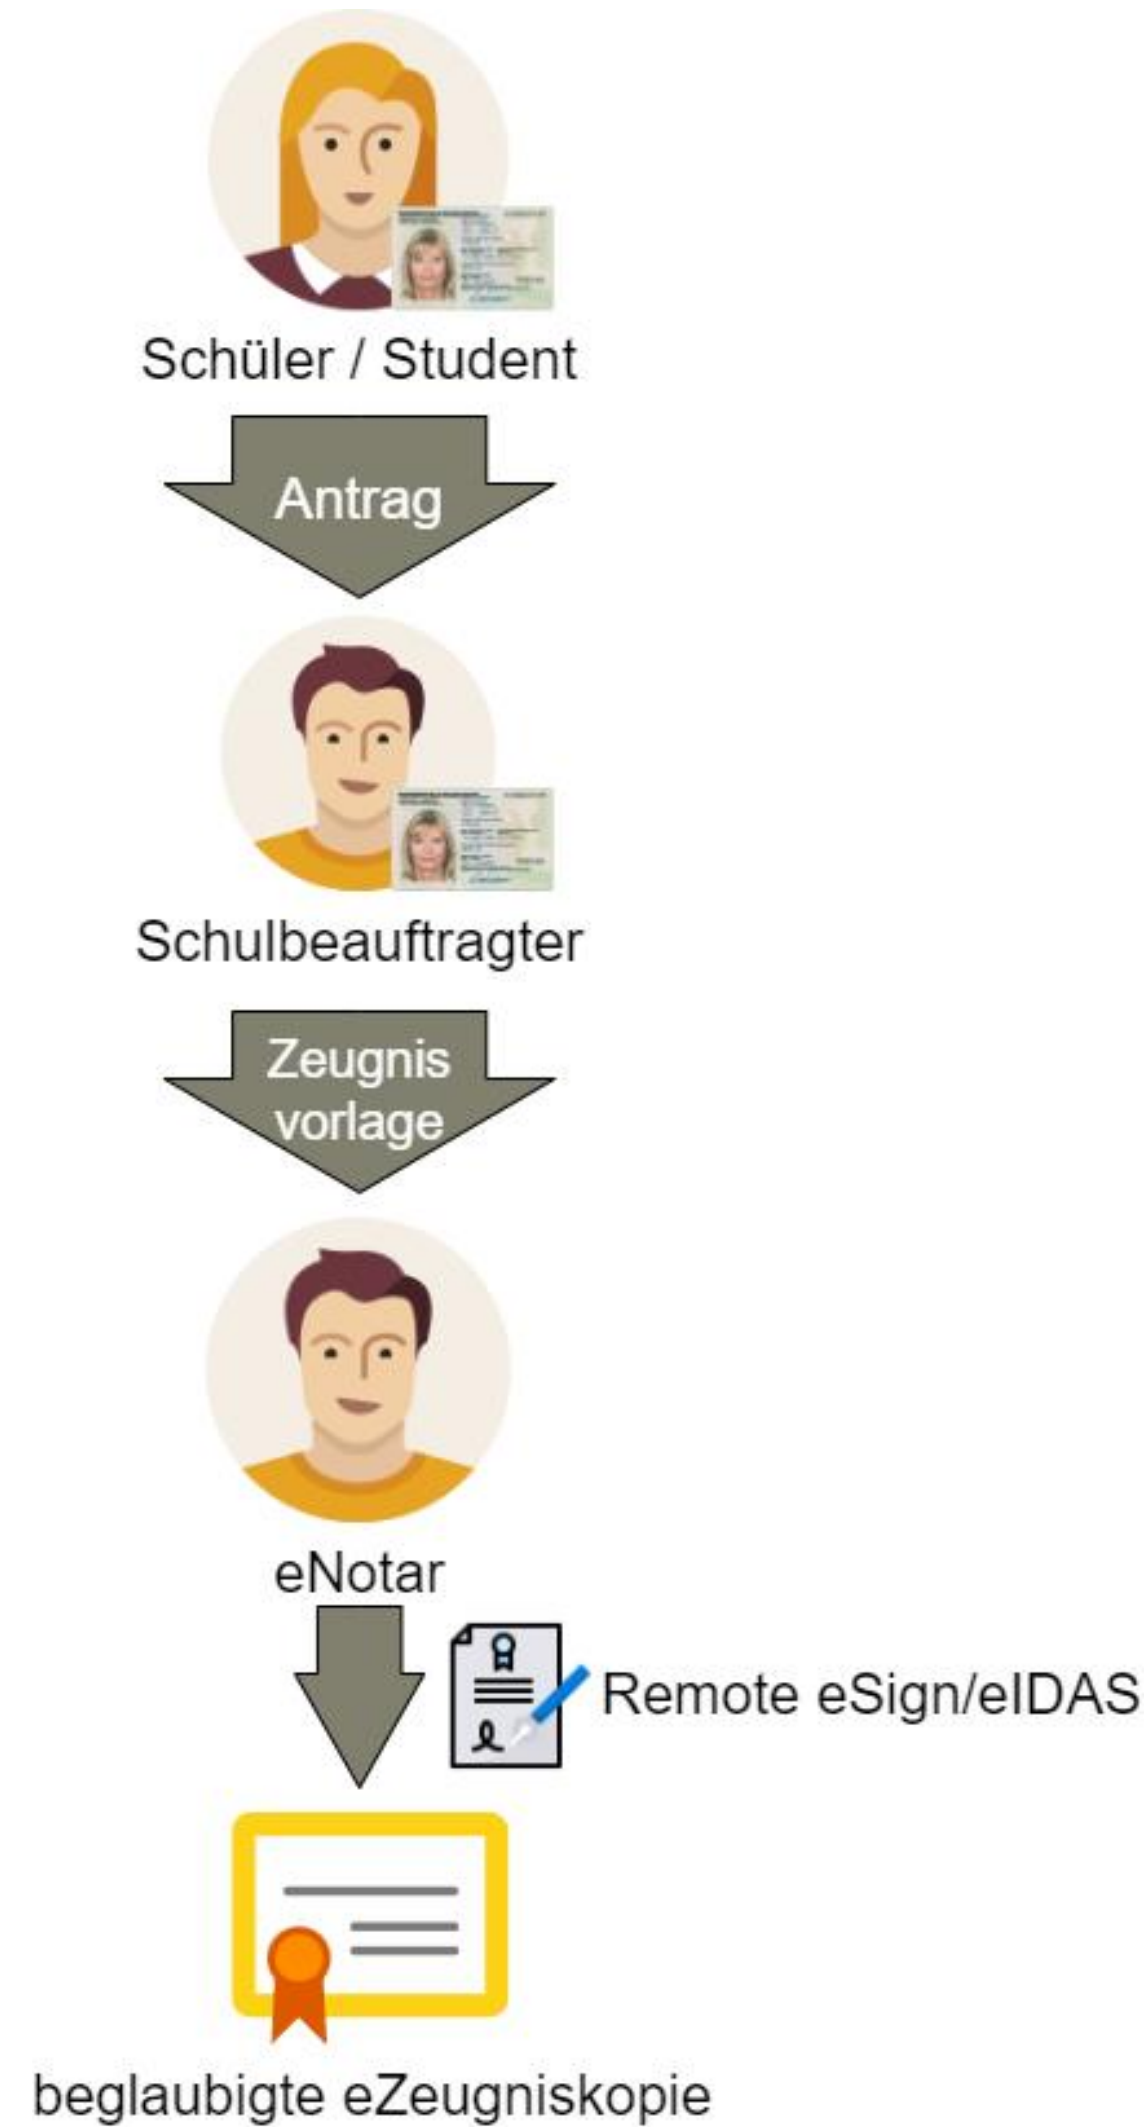 Schüler / Student
Antrag
Schulbeauftragter
Zeugnis
vorlage
eNotar
Remote eSign/eIDAS
beglaubigte eZeugniskopie